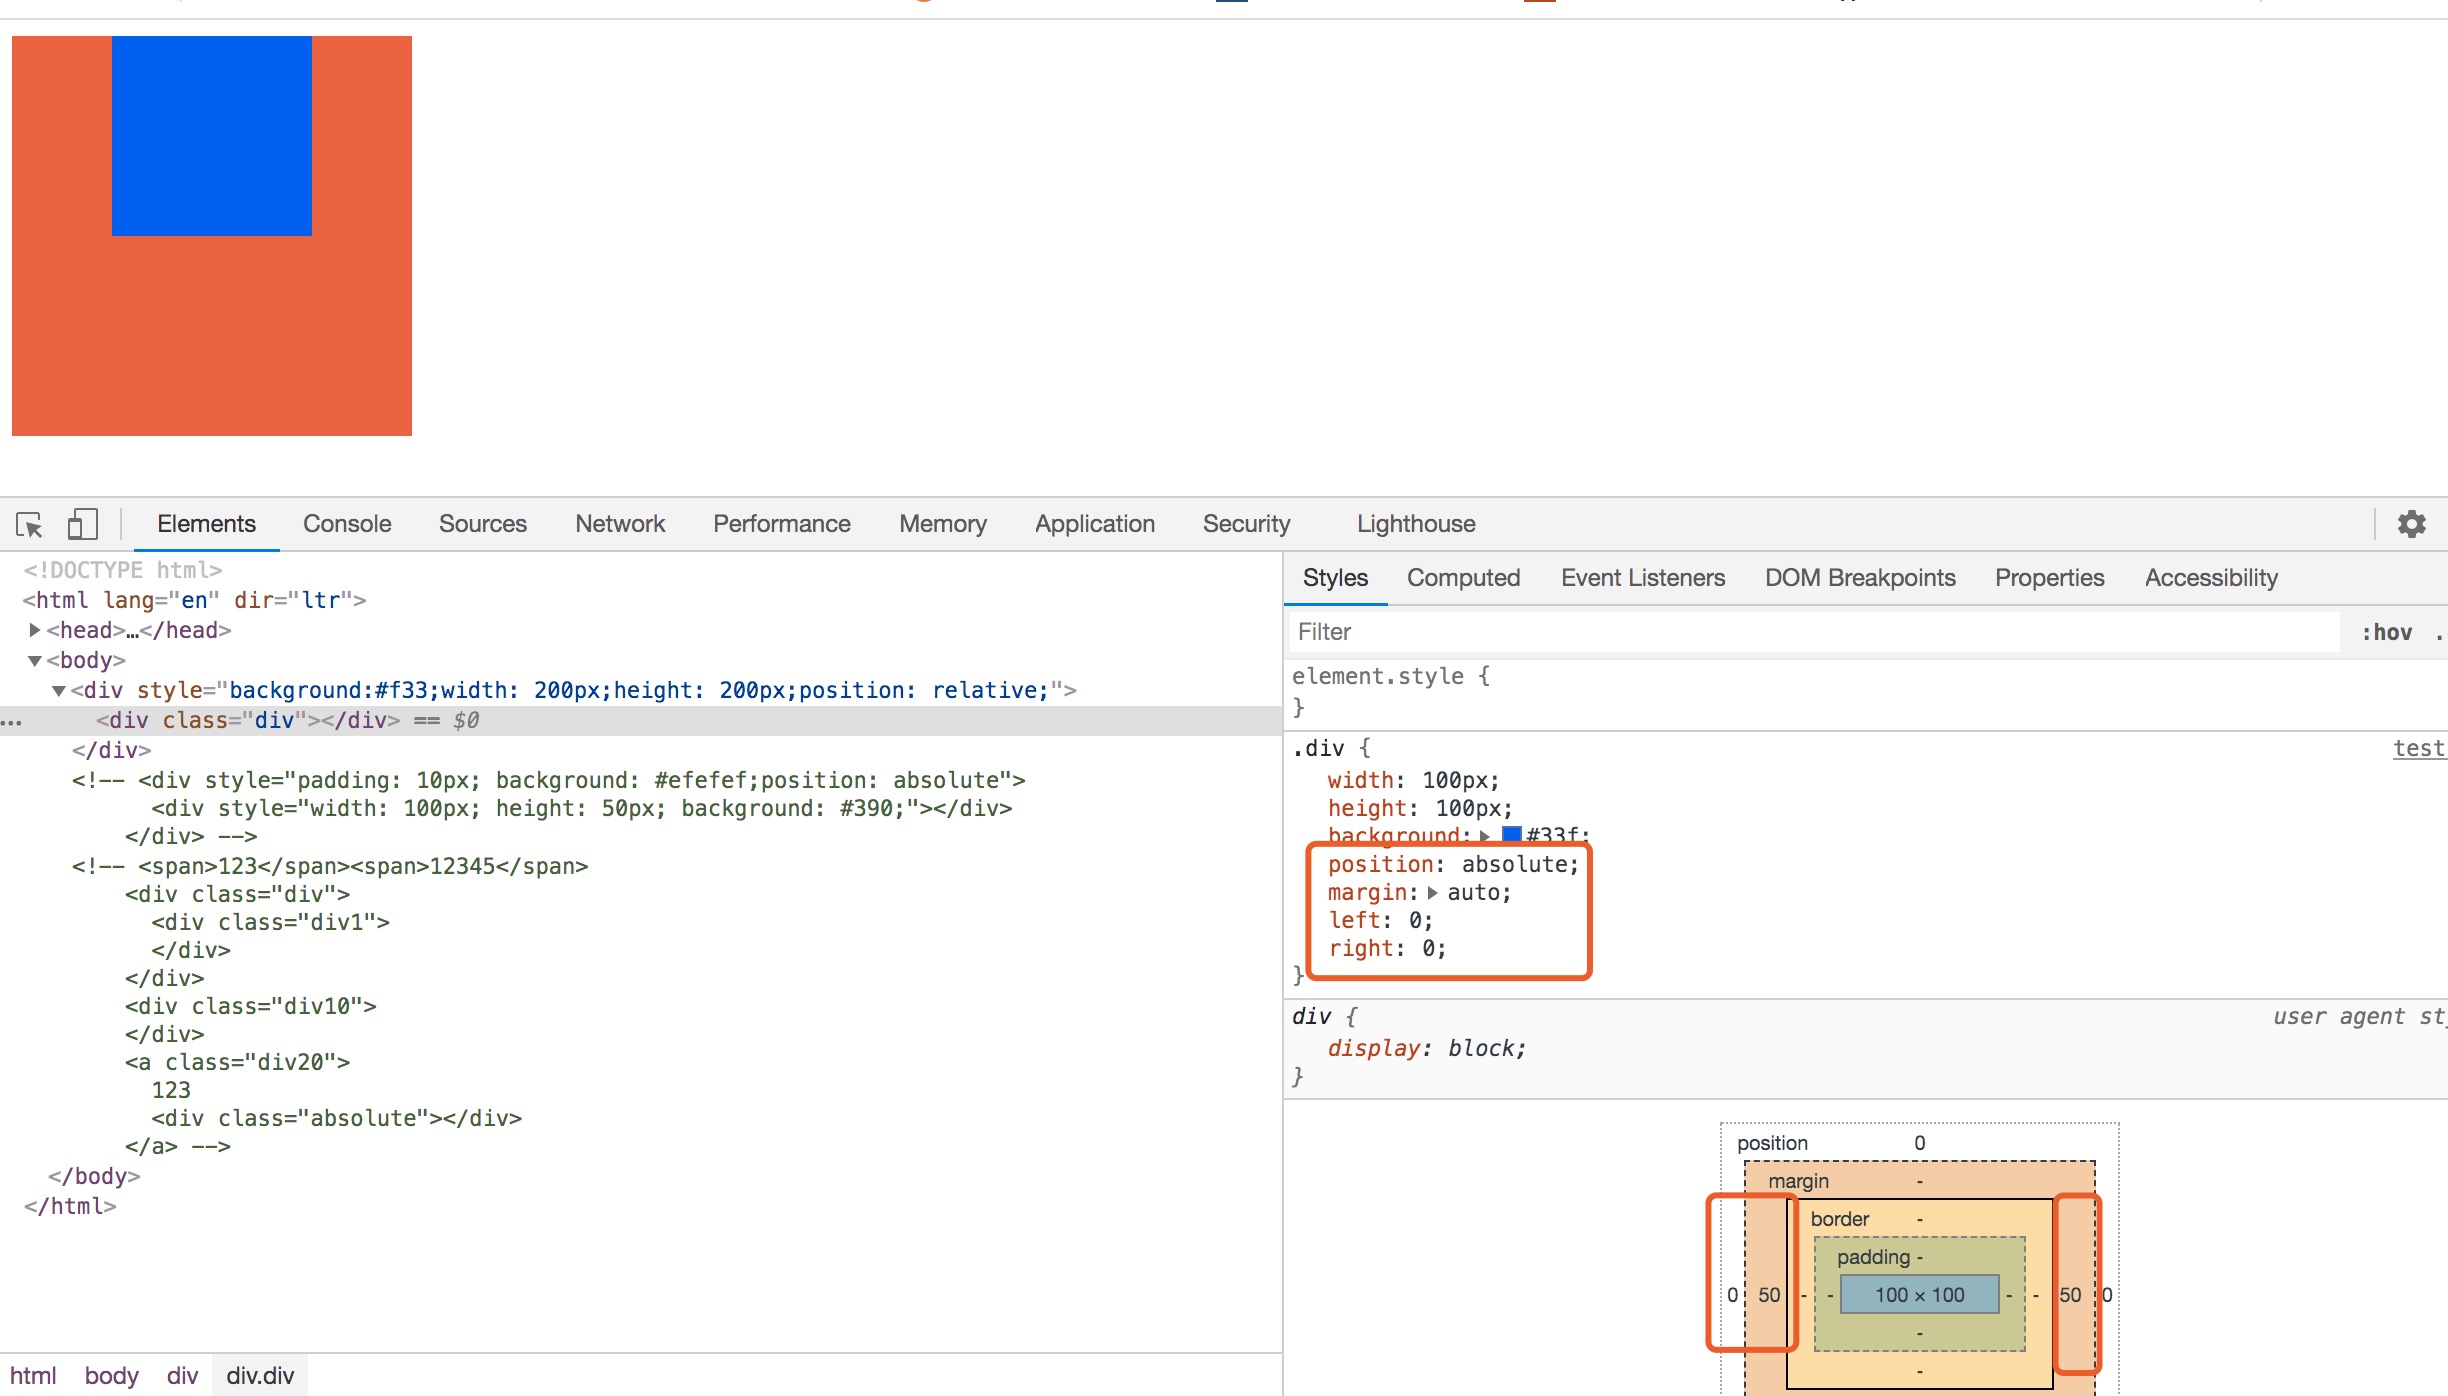 Elements Console Sources Network Performance Memory Application Security Lighthouse
<!DOCTYPE html>
<html lang="en" dir="ltr">
<head>…</head>
<body>
<div style="background:#f33;width: 200px;height: 200px;position: relative;">
… <div class="div"></div> == $0
</div>
<!-- <div style="padding: 10px; background: #efefef;position: absolute">
<div style="width: 100px; height: 50px; background: #390;"></div>
</div> -->
<!-- <span>123</span><span>12345</span>
<div class="div">
<div class="div1">
</div>
</div>
<div class="div10">
</div>
<a class="div20">
123
<div class="absolute"></div>
</a> -->
</body>
</html>
html body div div.div
Styles Computed Event Listeners DOM Breakpoints Properties Accessibility
Filter :hov .
element.style {
}
.div { test
width: 100px;
height: 100px;
background: #33f;
position: absolute;
margin: auto;
left: 0;
right: 0;
}
div { user agent st
display: block;
}
position 0
margin -
border -
padding -
0 50 - - 100 × 100 - - 50 0
-
-